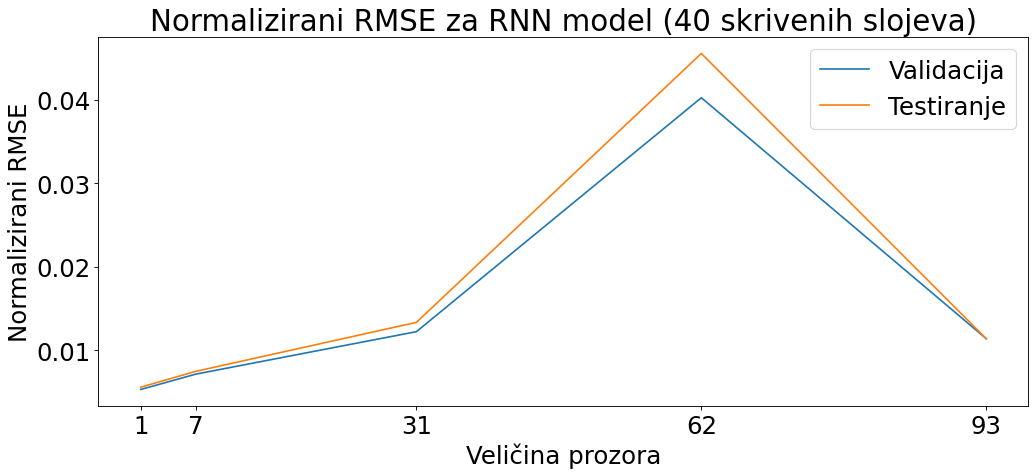 Normalizirani RMSE za RNN model (40 skrivenih slojeva)
Validacija
Testiranje
Normalizirani RMSE
0.04
0.03
0.02
0.01
1 7 31 62 93
Veličina prozora